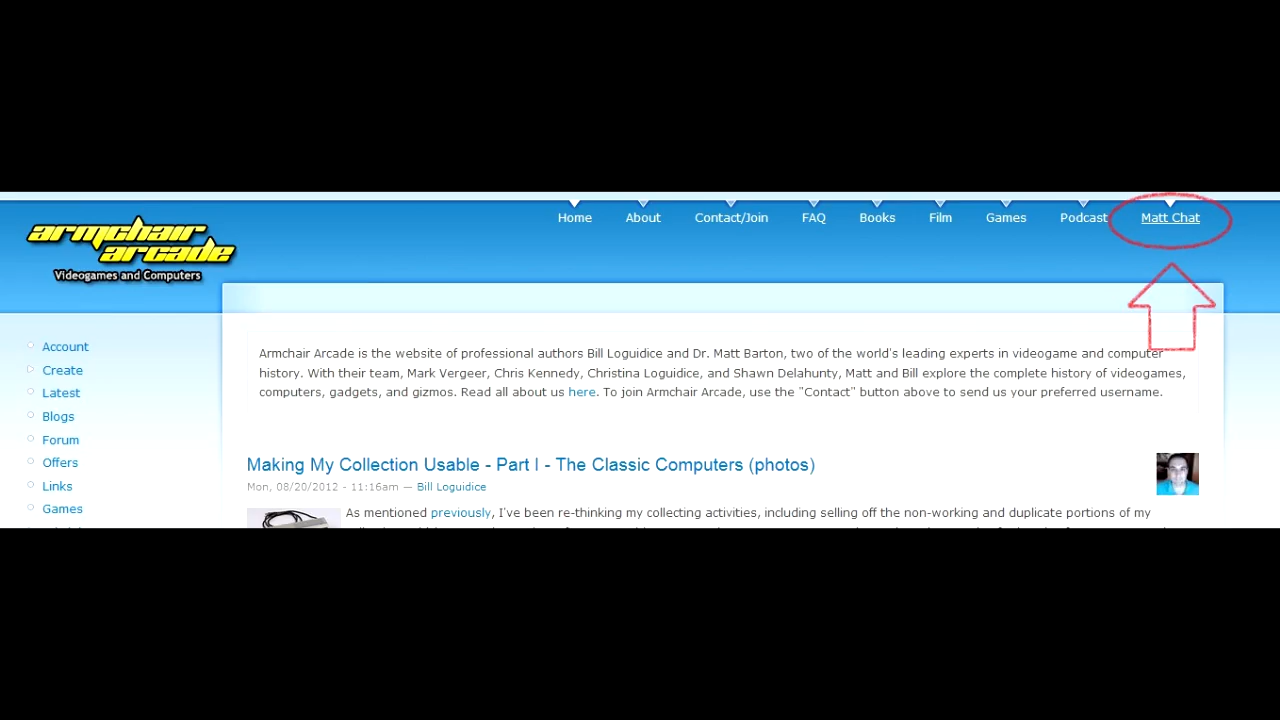 Home About Contact/Join FAQ Books Film Games Podcast Matt Chat
armchair
arcade
Videogames and Computers
Account
Create
Latest
Blogs
Forum
Offers
Links
Games
Armchair Arcade is the website of professional authors Bill Loguidice and Dr. Matt Barton, two of the world's leading experts in videogame and computer
history. With their team, Mark Vergeer, Chris Kennedy, Christina Loguidice, and Shawn Delahunty, Matt and Bill explore the complete history of videogames,
computers, gadgets, and gizmos. Read all about us here. To join Armchair Arcade, use the "Contact" button above to send us your preferred username.
Making My Collection Usable - Part I - The Classic Computers (photos)
Mon, 08/20/2012 - 11:16am — Bill Loguidice
As mentioned previously, I've been re-thinking my collecting activities, including selling off the non-working and duplicate portions of my